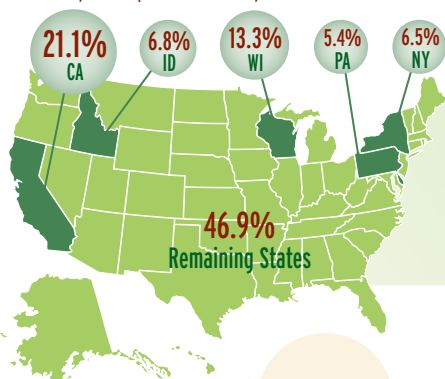 21.1%
CA
6.8%
ID
13.3%
WI
5.4%
PA
6.5%
NY
46.9%
Remaining States